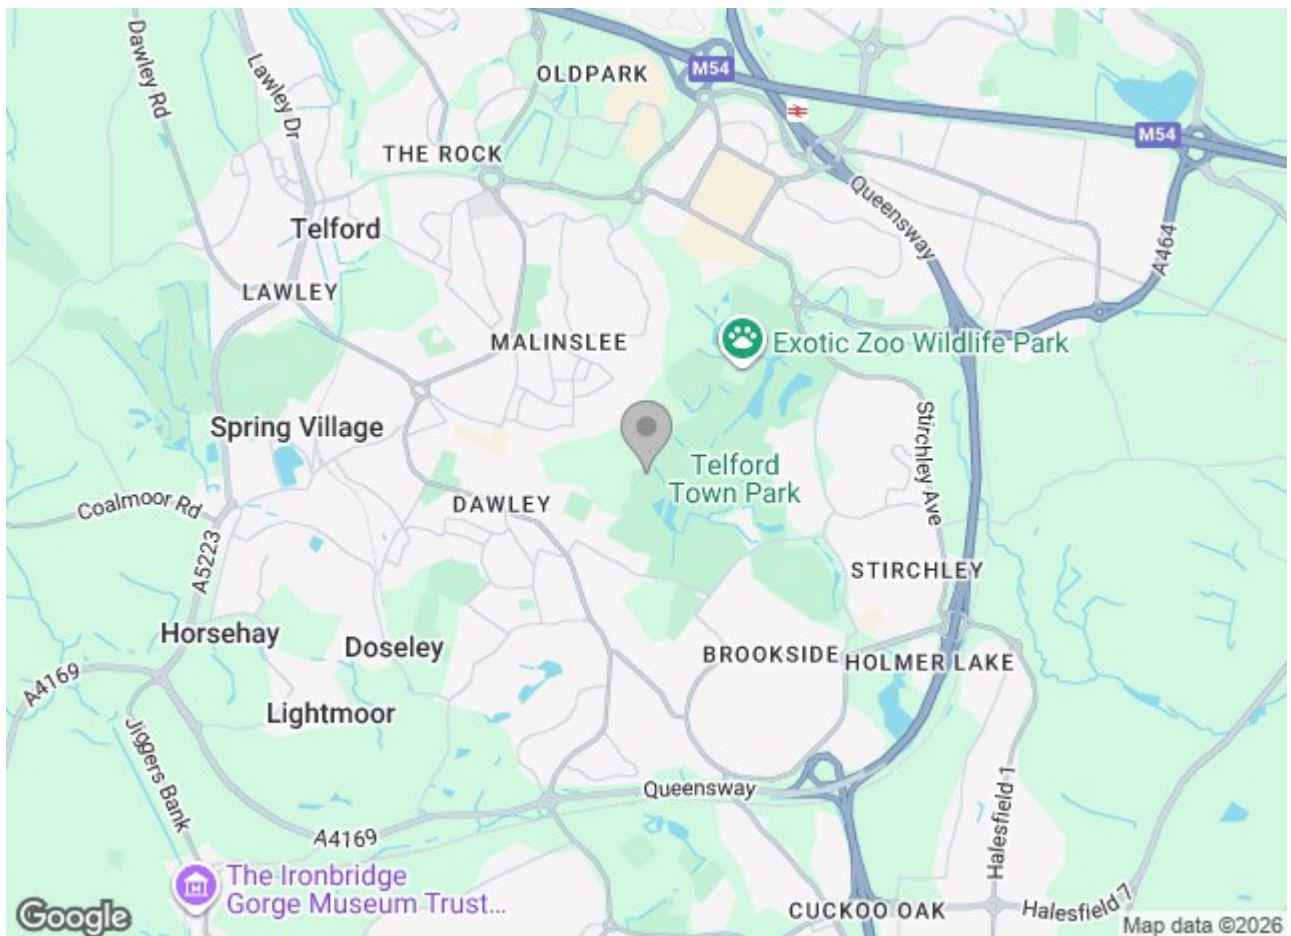 Dawley Rd
Lawley Dr
OLDPARK
M54
M54
THE ROCK
Queensway
Telford
A464
LAWLEY
MALINSLEE
Exotic Zoo Wildlife Park
Spring Village
Stirchley Ave
Telford
Town Park
Coalmoor Rd
DAWLEY
A5223
STIRCHLEY
Horsehay
Doseley
BROOKSIDE
HOLMER LAKE
A4169
Lightmoor
Jiggers Bank
Queensway
Halesfield 1
A4169
The Ironbridge
Gorge Museum Trust...
CUCKOO OAK
Halesfield 7
Google
Map data ©2026